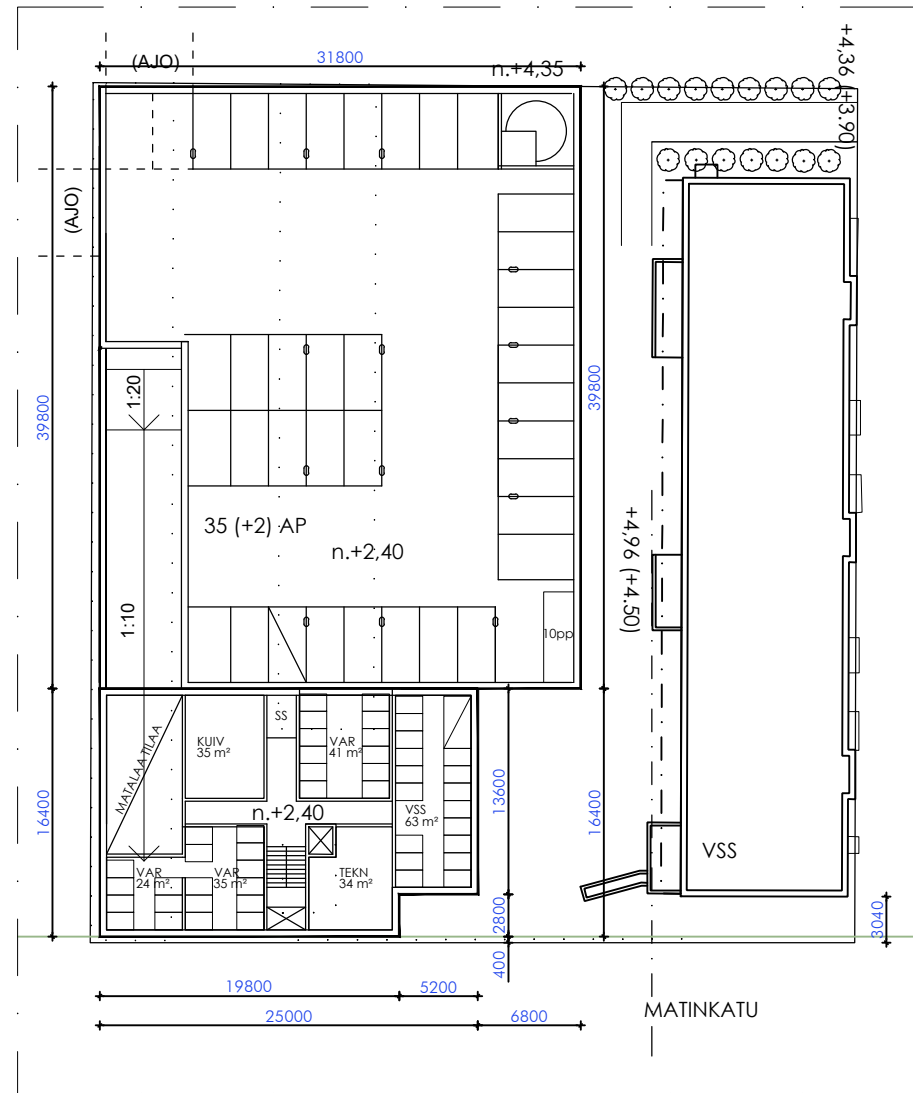 (AJO)
31800
n.+4,35
+4,36 (+3.90)
(AJO)
39800
39800
1:20
35 (+2) AP
n.+2,40
+4,96 (+4.50)
1:10
10pp
SS
KUIV
35 m²
VAR
41 m²
MATALAA TILAA
n.+2,40
VSS
63 m²
16400
13600
16400
VAR
24 m²
VAR
35 m²
TEKN
34 m²
VSS
2800
3040
400
19800
5200
25000
6800
MATINKATU